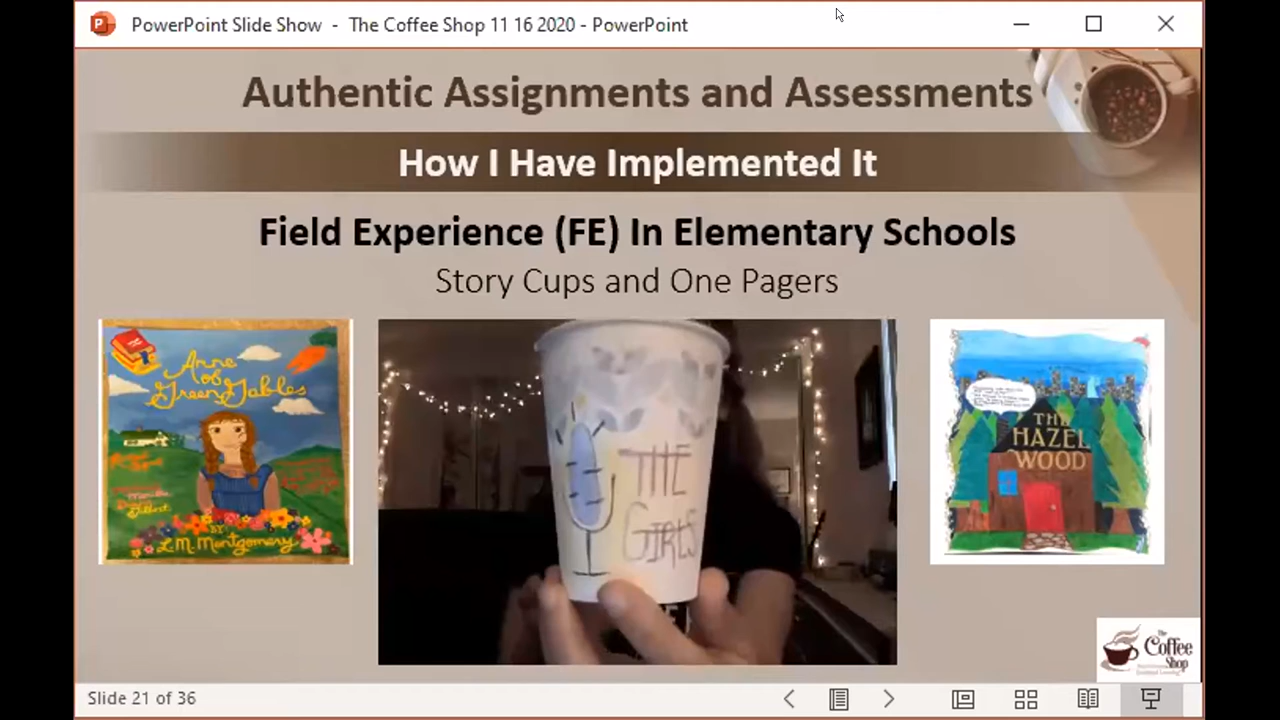 PowerPoint Slide Show - The Coffee Shop 11 16 2020 - PowerPoint
Authentic Assignments and Assessments
How I Have Implemented It
Field Experience (FE) In Elementary Schools
Story Cups and One Pagers
Anne
of
Green Gables
BY
L.M. Montgomery
THE
GIRLS
THE
HAZEL
WOOD
The
Coffee
Shop
Slide 21 of 36